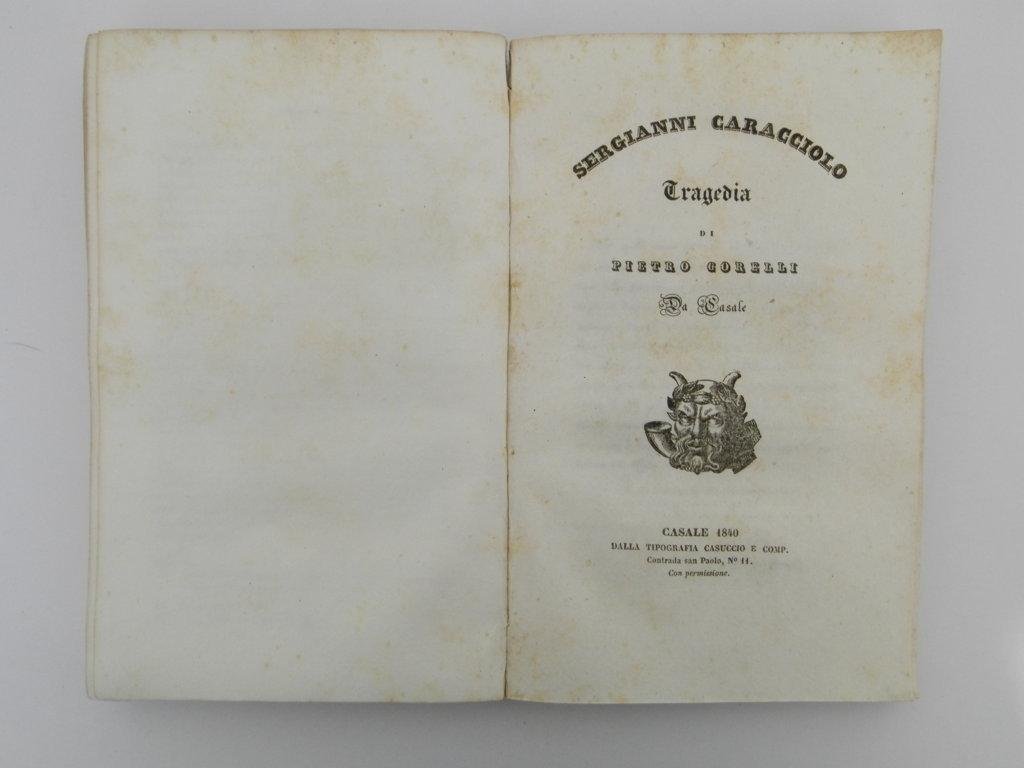 SERGIANNI CARACCIOLO
Tragedia
DI
PIETRO CORELLI
Da Casale
CASALE 1840
DALLA TIPOGRAFIA CASUCCIO E COMP.
Contrada san Paolo, Nº 11.
Con permissione.